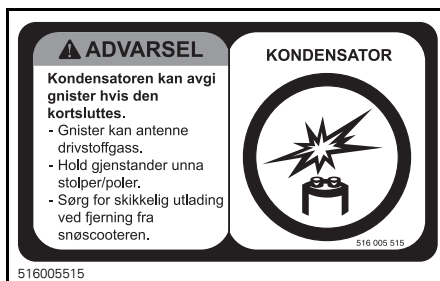 ADVARSEL
Kondensatoren kan avgi
gnister hvis den
kortsluttes.
- Gnister kan antenne
drivstoffgass.
- Hold gjenstander unna
stolper/poler.
- Sørg for skikkelig utlading
ved fjerning fra
snøscooteren.
KONDENSATOR
516 005 515
516005515